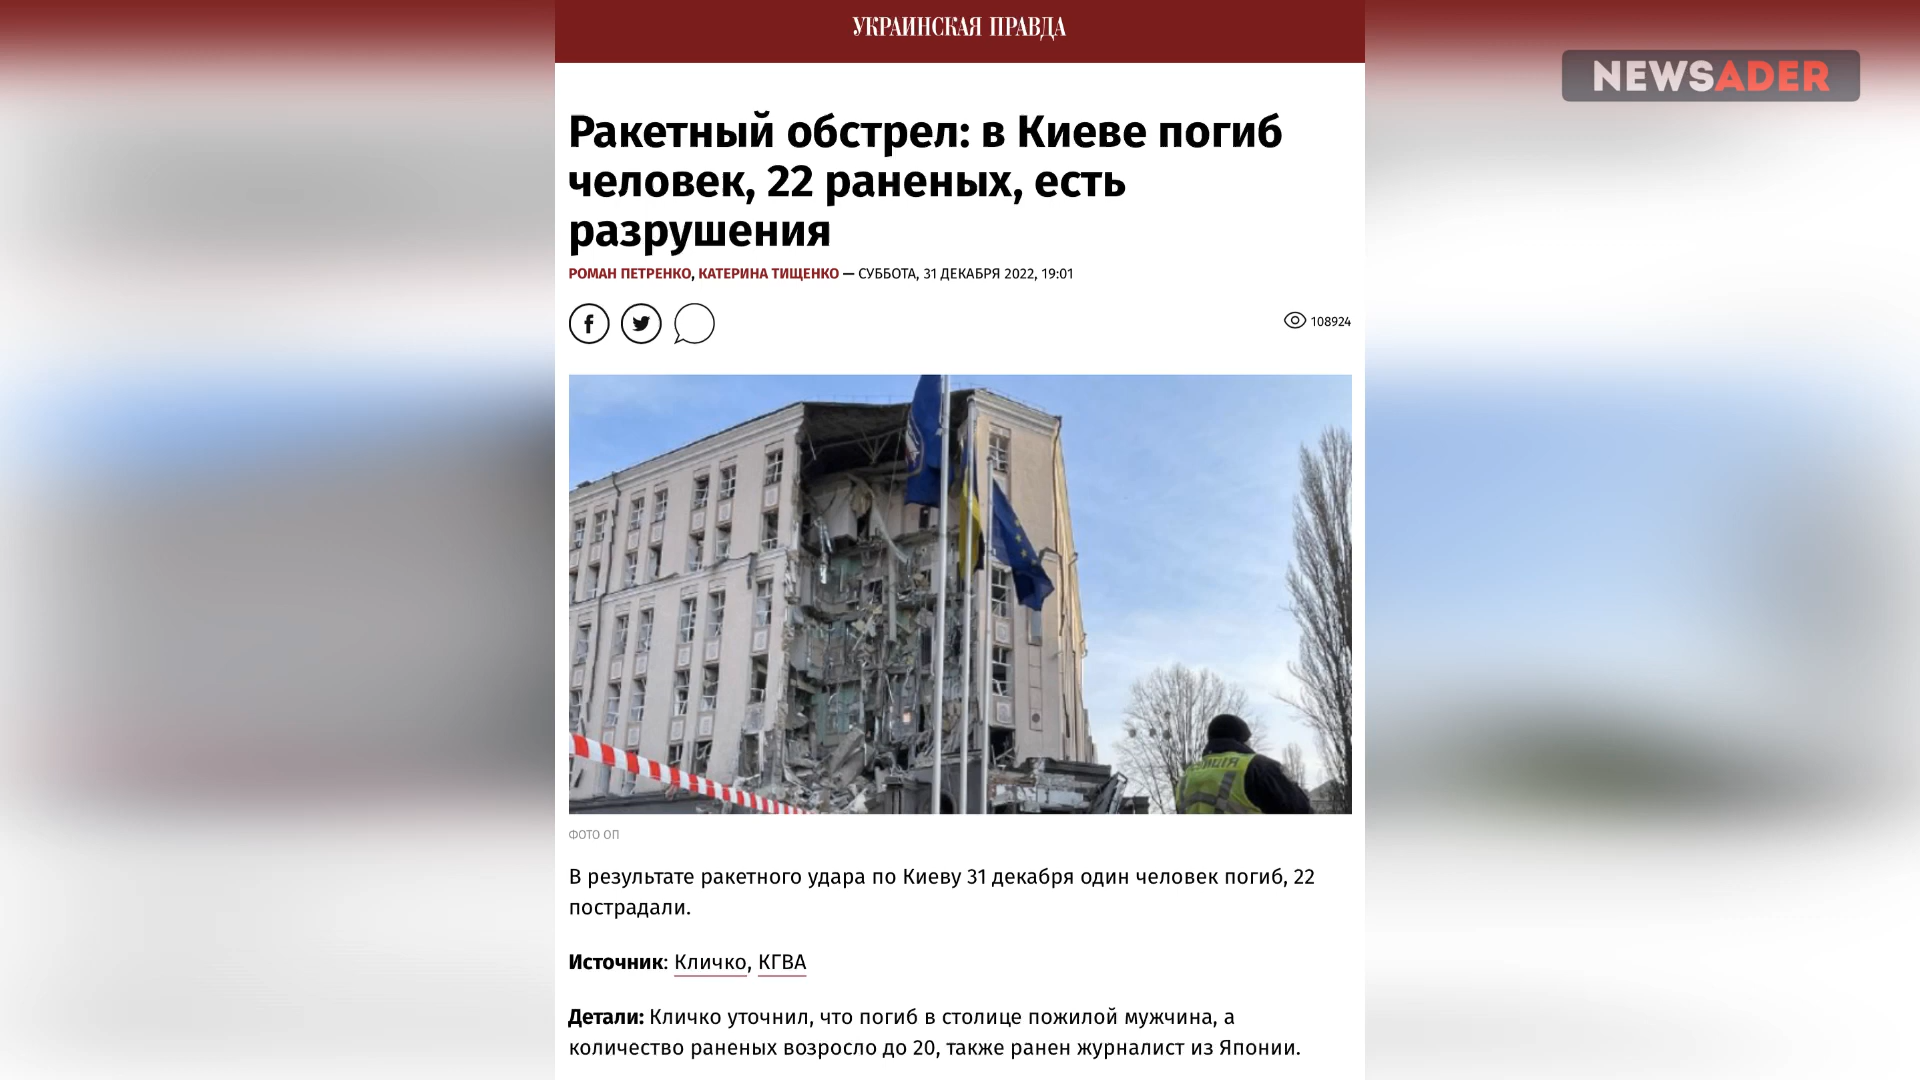 УКРАИНСКАЯ ПРАВДА
NEWSADER
Ракетный обстрел: в Киеве погиб
человек, 22 раненых, есть
разрушения
РОМАН ПЕТРЕНКО, КАТЕРИНА ТИЩЕНКО — СУББОТА, 31 ДЕКАБРЯ 2022, 19:01
108924
ПОЛІЦІЯ
ФОТО ОП
В результате ракетного удара по Киеву 31 декабря один человек погиб, 22
пострадали.
Источник: Кличко, КГВА
Детали: Кличко уточнил, что погиб в столице пожилой мужчина, а
количество раненых возросло до 20, также ранен журналист из Японии.